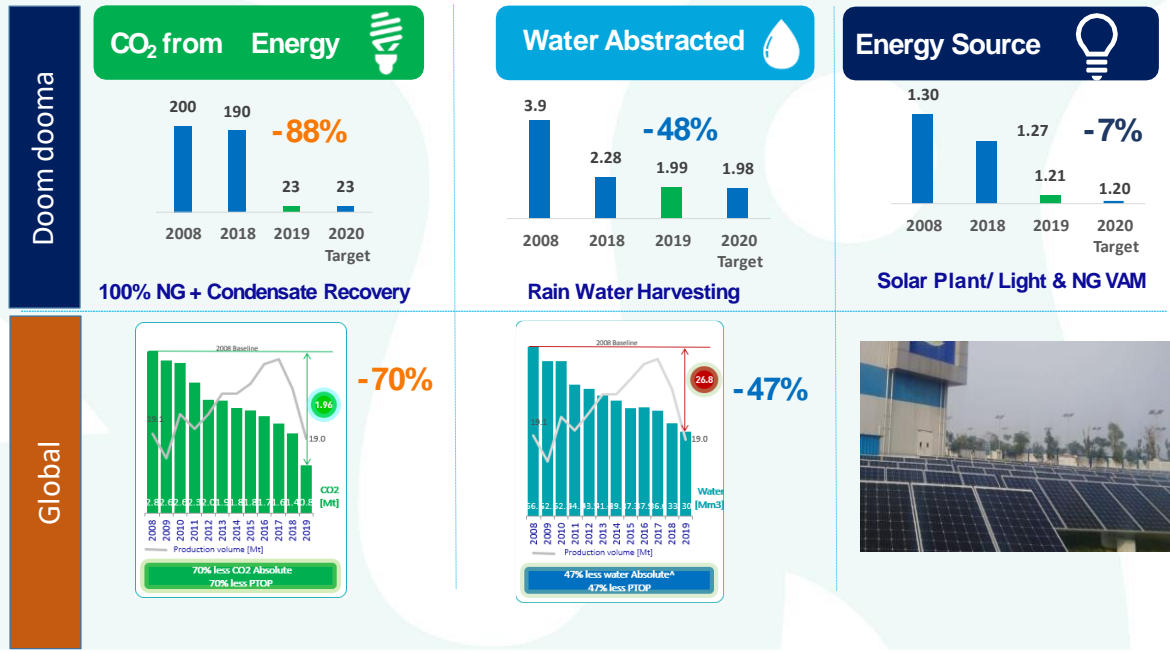 CO2 from Energy
Water Abstracted
Energy Source
Doom dooma
200
190
23
23
-88%
2008
2018
2019
2020
Target
100% NG + Condensate Recovery
3.9
2.28
1.99
1.98
-48%
2008
2018
2019
2020
Target
Rain Water Harvesting
1.30
1.27
1.21
1.20
-7%
2008
2018
2019
2020
Target
Solar Plant/ Light & NG VAM
Global
2008 Baseline
1.96
19.0
CO2
[Mt]
2008
2009
2010
2011
2012
2013
2014
2015
2016
2017
2018
2019
Production volume [Mt]
70% less CO2 Absolute
70% less PTOP
-70%
2008 Baseline
26.8
19.0
Water
[Mm3]
2008
2009
2010
2011
2012
2013
2014
2015
2016
2017
2018
2019
Production volume [Mt]
47% less water Absolute^
47% less PTOP
-47%